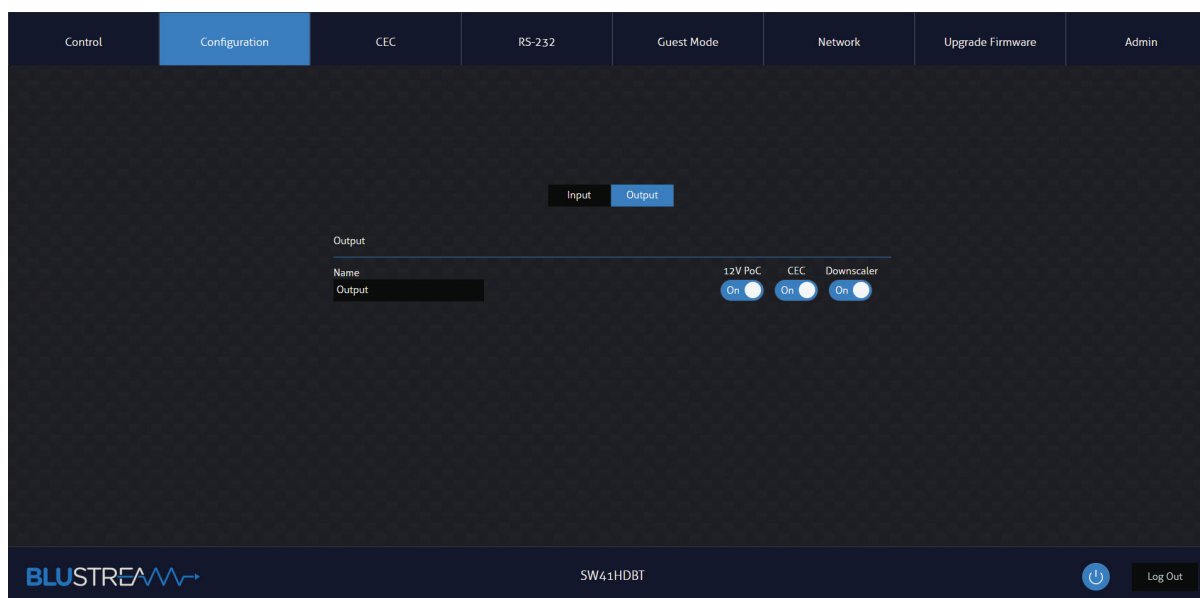 Control Configuration CEC RS-232 Guest Mode Network Upgrade Firmware Admin
Input Output
Output
Name 12V PoC CEC Downscaler
Output On On On
BLUSTREAM SW41HDBT Log Out